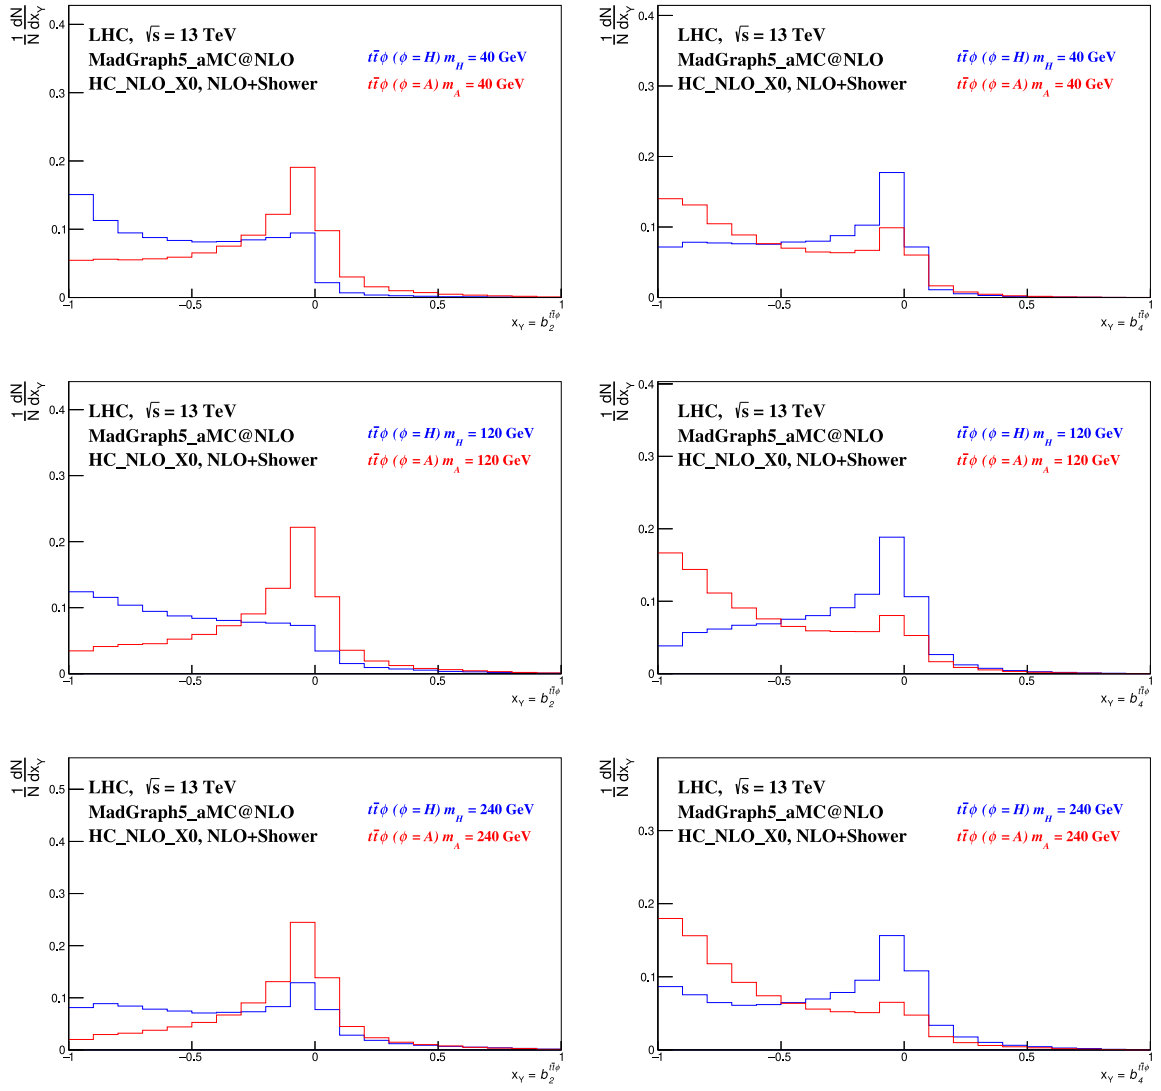 1/N dN/dx_Y
LHC, √s = 13 TeV
MadGraph5_aMC@NLO
HC_NLO_X0, NLO+Shower
tt̄ϕ (ϕ = H) m_H = 40 GeV
tt̄ϕ (ϕ = A) m_A = 40 GeV
0.4
0.3
0.2
0.1
0
−1 −0.5 0 0.5 1
x_Y = b_2^{tt̄ϕ}
1/N dN/dx_Y
LHC, √s = 13 TeV
MadGraph5_aMC@NLO
HC_NLO_X0, NLO+Shower
tt̄ϕ (ϕ = H) m_H = 40 GeV
tt̄ϕ (ϕ = A) m_A = 40 GeV
0.4
0.3
0.2
0.1
0
−1 −0.5 0 0.5 1
x_Y = b_4^{tt̄ϕ}
1/N dN/dx_Y
LHC, √s = 13 TeV
MadGraph5_aMC@NLO
HC_NLO_X0, NLO+Shower
tt̄ϕ (ϕ = H) m_H = 120 GeV
tt̄ϕ (ϕ = A) m_A = 120 GeV
0.4
0.3
0.2
0.1
0
−1 −0.5 0 0.5 1
x_Y = b_2^{tt̄ϕ}
1/N dN/dx_Y
LHC, √s = 13 TeV
MadGraph5_aMC@NLO
HC_NLO_X0, NLO+Shower
tt̄ϕ (ϕ = H) m_H = 120 GeV
tt̄ϕ (ϕ = A) m_A = 120 GeV
0.4
0.3
0.2
0.1
0
−1 −0.5 0 0.5 1
x_Y = b_4^{tt̄ϕ}
1/N dN/dx_Y
LHC, √s = 13 TeV
MadGraph5_aMC@NLO
HC_NLO_X0, NLO+Shower
tt̄ϕ (ϕ = H) m_H = 240 GeV
tt̄ϕ (ϕ = A) m_A = 240 GeV
0.5
0.4
0.3
0.2
0.1
0
−1 −0.5 0 0.5 1
x_Y = b_2^{tt̄ϕ}
1/N dN/dx_Y
LHC, √s = 13 TeV
MadGraph5_aMC@NLO
HC_NLO_X0, NLO+Shower
tt̄ϕ (ϕ = H) m_H = 240 GeV
tt̄ϕ (ϕ = A) m_A = 240 GeV
0.3
0.2
0.1
0
−1 −0.5 0 0.5 1
x_Y = b_4^{tt̄ϕ}